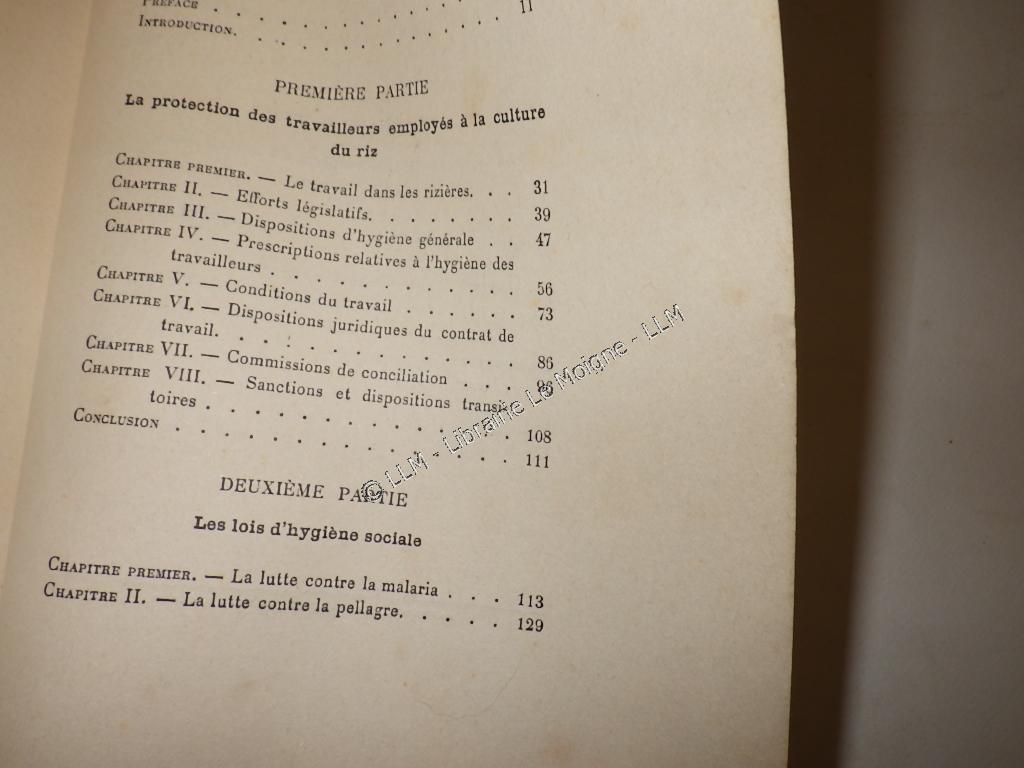 PRÉFACE . . . . . . . . . . .
INTRODUCTION. . . . . . . . . . . . 11
PREMIÈRE PARTIE
La protection des travailleurs employés à la culture
du riz
CHAPITRE PREMIER. — Le travail dans les rizières. . . 31
CHAPITRE II. — Efforts législatifs. . . . . . . . 39
CHAPITRE III. — Dispositions d'hygiène générale . . 47
CHAPITRE IV. — Prescriptions relatives à l'hygiène des
travailleurs . . . . . . . . . . . 56
CHAPITRE V. — Conditions du travail . . . . . . 73
CHAPITRE VI. — Dispositions juridiques du contrat de
travail. . . . . . . . . . . . . 86
CHAPITRE VII. — Commissions de conciliation . . .
CHAPITRE VIII. — Sanctions et dispositions transi-
toires . . . . . . . . . . . . . 108
CONCLUSION . . . . . . . . . . . . . . 111
DEUXIÈME PARTIE
Les lois d'hygiène sociale
CHAPITRE PREMIER. — La lutte contre la malaria . . . 113
CHAPITRE II. — La lutte contre la pellagre. . . . . 129
© LLM - Librairie Le Moigne - LLM